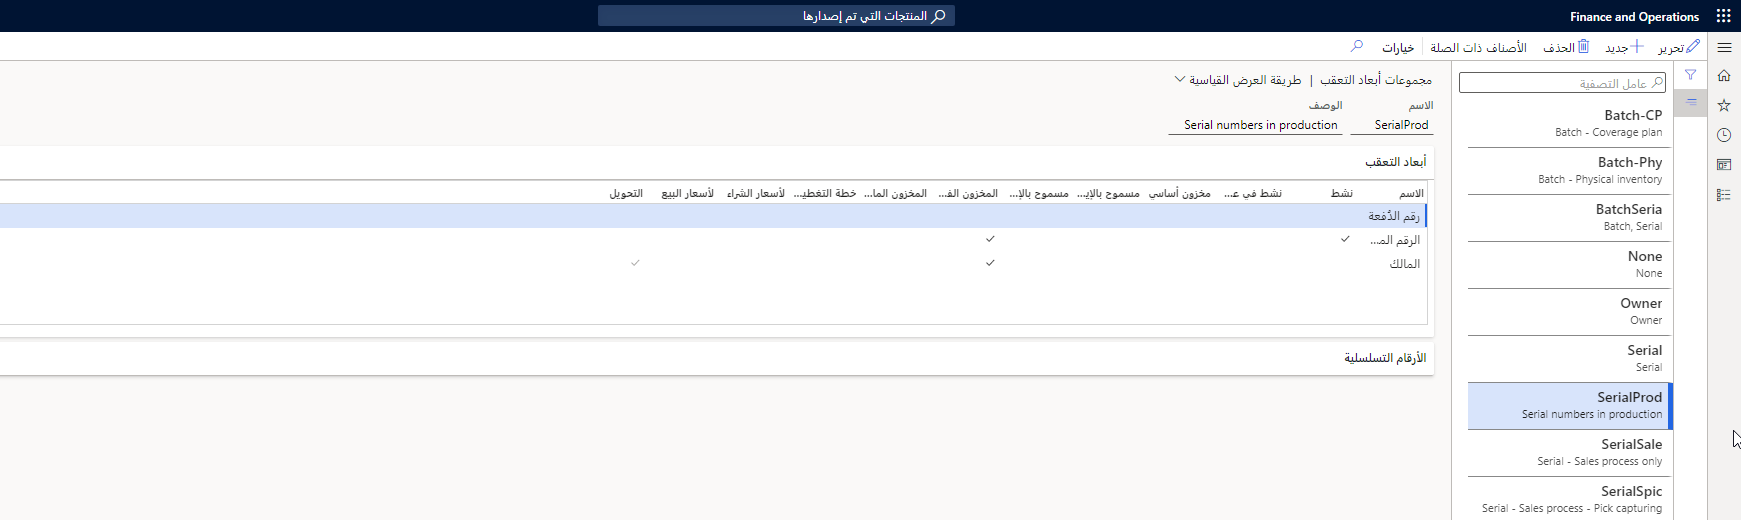 Finance and Operations
المنتجات التي تم إصدارها
تحرير
جديد
الحذف
الأصناف ذات الصلة
خيارات
عامل التصفية
Batch-CP
Batch - Coverage plan
Batch-Phy
Batch - Physical inventory
BatchSeria
Batch, Serial
None
None
Owner
Owner
Serial
Serial
SerialProd
Serial numbers in production
SerialSale
Serial - Sales process only
SerialSpic
Serial - Sales process - Pick capturing
مجموعات أبعاد التعقب | طريقة العرض القياسية
الاسم الوصف
SerialProd Serial numbers in production
أبعاد التعقب
الاسم نشط نشط في ع... مخزون أساسي مسموح بالإي... مسموح بالإ... المخزون الف... المخزون الما... خطة التغطي... لأسعار الشراء لأسعار البيع التحويل
رقم الدُفعة
الرقم الم...
المالك
الأرقام التسلسلية